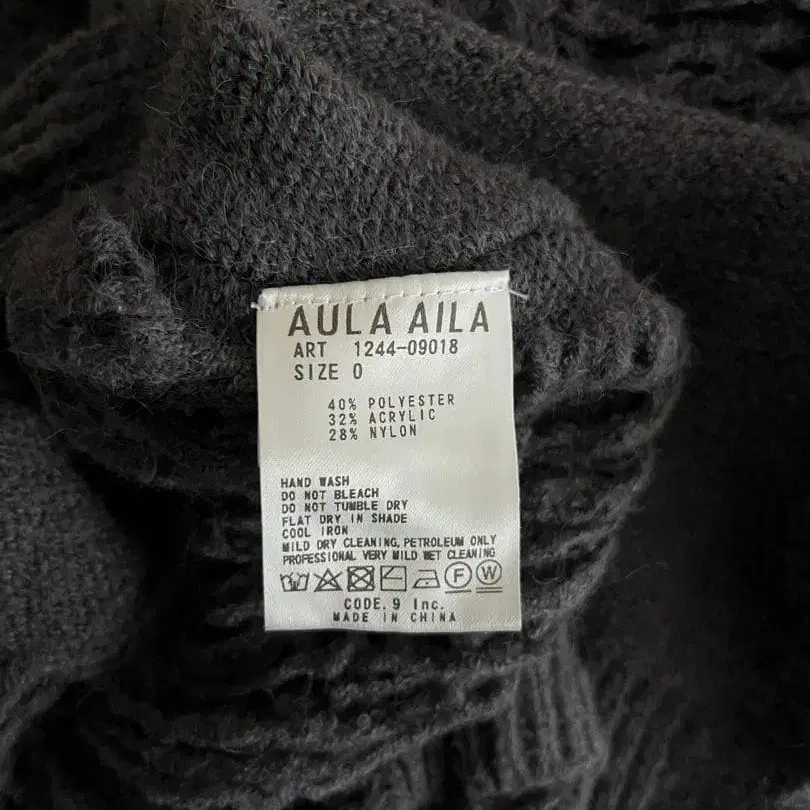 AULA AILA
ART 1244-09018
SIZE 0
40% POLYESTER
32% ACRYLIC
28% NYLON
HAND WASH
DO NOT BLEACH
DO NOT TUMBLE DRY
FLAT DRY IN SHADE
COOL IRON
MILD DRY CLEANING, PETROLEUM ONLY
PROFESSIONAL VERY MILD WET CLEANING
F W
CODE. 9 Inc.
MADE IN CHINA